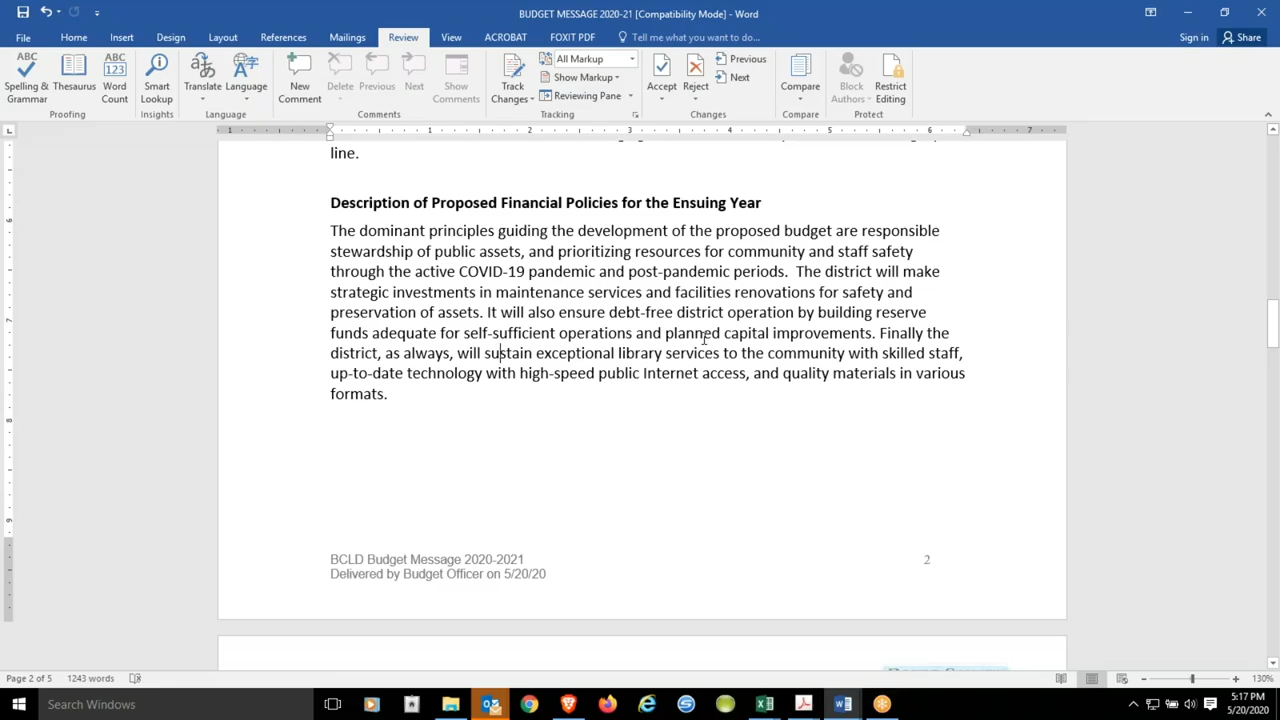 BUDGET MESSAGE 2020-21 [Compatibility Mode] - Word
File Home Insert Design Layout References Mailings Review View ACROBAT FOXIT PDF Tell me what you want to do... Sign in Share
ABC Spelling & Grammar
Thesaurus
ABC 123 Word Count
Smart Lookup
Translate
Language
New Comment
Delete
Previous
Next
Show Comments
Track Changes
All Markup
Show Markup
Reviewing Pane
Accept
Reject
Previous
Next
Compare
Block Authors
Restrict Editing
Proofing Insights Language Comments Tracking Changes Compare Protect
1 1 2 3 4 5 6 7
line.
Description of Proposed Financial Policies for the Ensuing Year
The dominant principles guiding the development of the proposed budget are responsible
stewardship of public assets, and prioritizing resources for community and staff safety
through the active COVID-19 pandemic and post-pandemic periods.  The district will make
strategic investments in maintenance services and facilities renovations for safety and
preservation of assets. It will also ensure debt-free district operation by building reserve
funds adequate for self-sufficient operations and planned capital improvements. Finally the
district, as always, will sustain exceptional library services to the community with skilled staff,
up-to-date technology with high-speed public Internet access, and quality materials in various
formats.
BCLD Budget Message 2020-2021 2
Delivered by Budget Officer on 5/20/20
Page 2 of 5 1243 words 130%
Search Windows
5:17 PM
5/20/2020